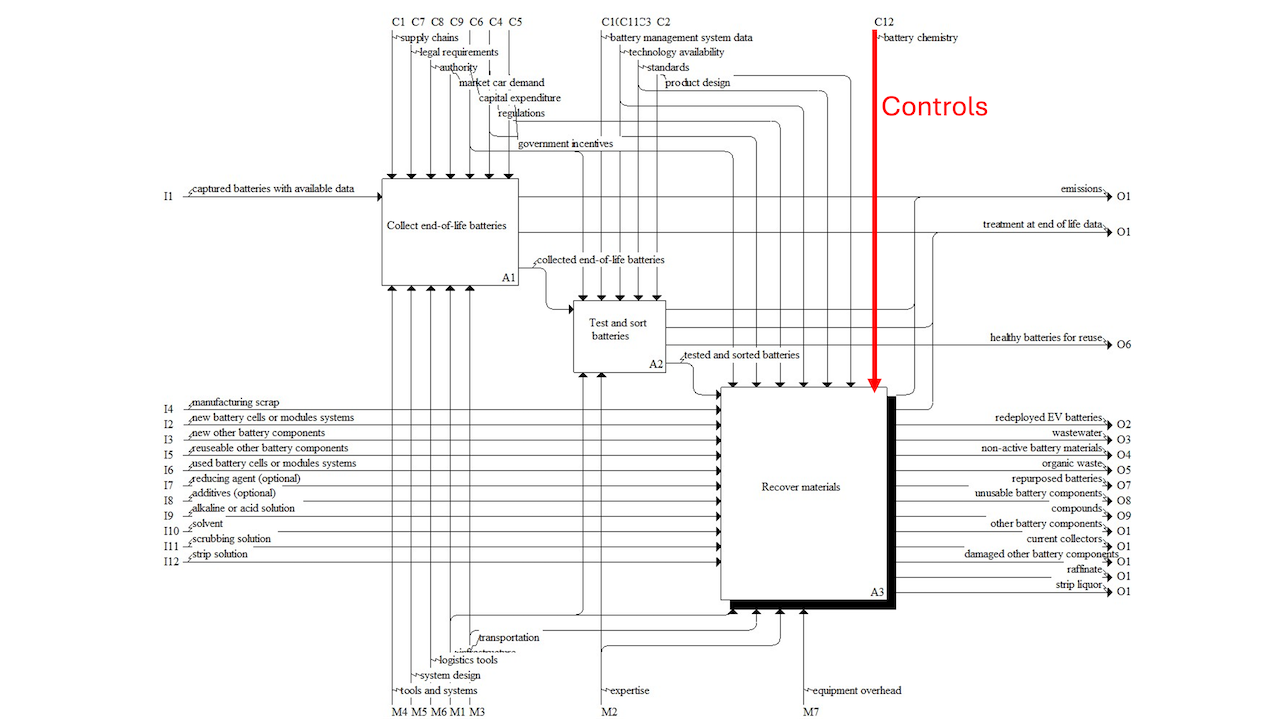 C1 C7 C8 C9 C6 C4 C5 C10 C11 C3 C2 C12
supply chains
battery management system data
battery chemistry
legal requirements
technology availability
authority
standards
market car demand
product design
capital expenditure
Controls
regulations
government incentives
I1 captured batteries with available data
emissions O1
Collect end-of-life batteries
A1
treatment at end of life data O1
collected end-of-life batteries
Test and sort
batteries
A2
healthy batteries for reuse O6
tested and sorted batteries
I4 manufacturing scrap
I2 new battery cells or modules systems
I3 new other battery components
I5 reuseable other battery components
I6 used battery cells or modules systems
I7 reducing agent (optional)
I8 additives (optional)
I9 alkaline or acid solution
I10 solvent
I11 scrubbing solution
I12 strip solution
Recover materials
A3
redeployed EV batteries O2
wastewater O3
non-active battery materials O4
organic waste O5
repurposed batteries O7
unusable battery components O8
compounds O9
other battery components O1
current collectors O1
damaged other battery components O1
raffinate O1
strip liquor O1
transportation
infrastructure
logistics tools
system design
tools and systems
expertise
equipment overhead
M4 M5 M6 M1 M3 M2 M7